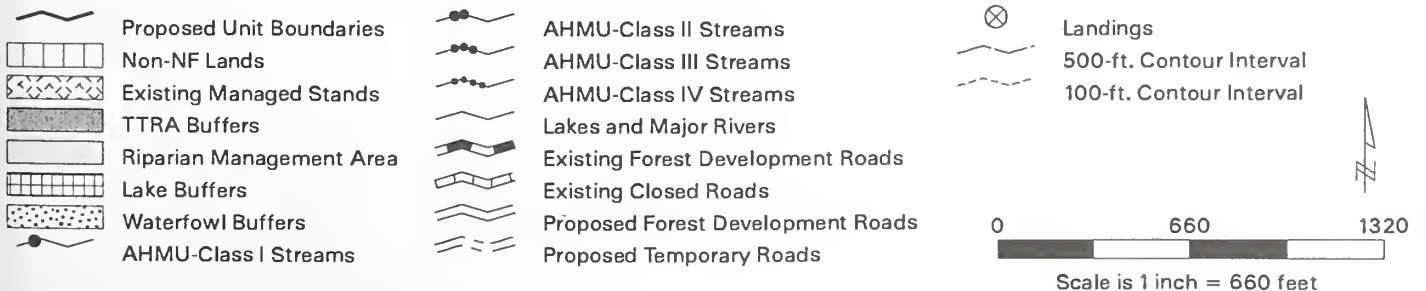 Proposed Unit Boundaries
Non-NF Lands
Existing Managed Stands
TTRA Buffers
Riparian Management Area
Lake Buffers
Waterfowl Buffers
AHMU-Class I Streams
AHMU-Class II Streams
AHMU-Class III Streams
AHMU-Class IV Streams
Lakes and Major Rivers
Existing Forest Development Roads
Existing Closed Roads
Proposed Forest Development Roads
Proposed Temporary Roads
Landings
500-ft. Contour Interval
100-ft. Contour Interval
0 660 1320
Scale is 1 inch = 660 feet